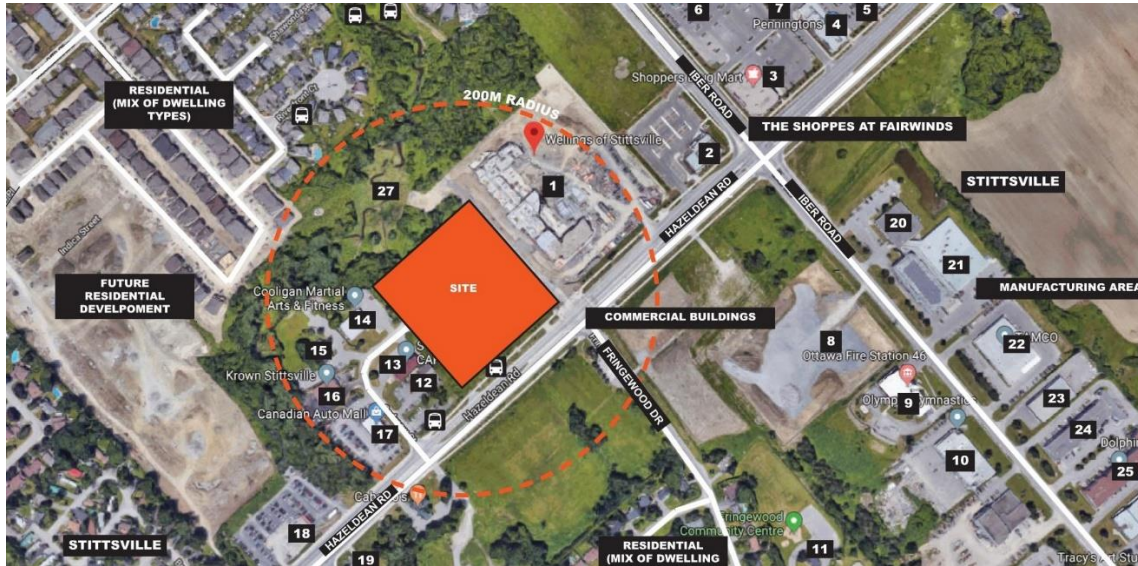 6
7
5
Penningtons
4
Shoppers Drug Mart
3
IBER ROAD
RESIDENTIAL
(MIX OF DWELLING
TYPES)
200M RADIUS
Wellings of Stittsville
THE SHOPPES AT FAIRWINDS
2
HAZELDEAN RD
1
27
STITTSVILLE
IBER ROAD
20
21
Indica Street
FUTURE
RESIDENTIAL
DEVELPOMENT
SITE
MANUFACTURING AREA
Cooligan Martial
Arts & Fitness
14
COMMERCIAL BUILDINGS
8
Ottawa Fire Station 46
TAMCO
22
15
13
Krown Stittsville
16
12
Hazeldean Rd
FRINGEWOOD DR
9
23
Canadian Auto Mall
17
24
10
25
18
HAZELDEAN RD
Fringewood
Community Centre
11
STITTSVILLE
19
RESIDENTIAL
(MIX OF DWELLING